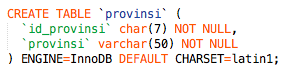 CREATE TABLE `provinsi` (
  `id_provinsi` char(7) NOT NULL,
  `provinsi` varchar(50) NOT NULL
) ENGINE=InnoDB DEFAULT CHARSET=latin1;